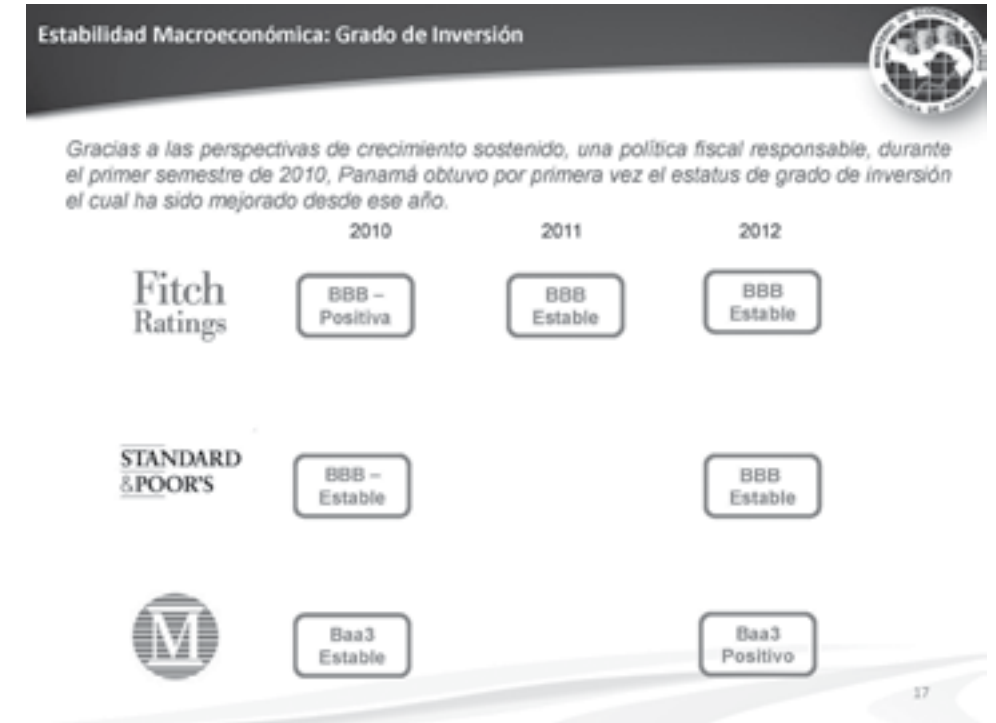 Estabilidad Macroeconómica: Grado de Inversión
Gracias a las perspectivas de crecimiento sostenido, una política fiscal responsable, durante
el primer semestre de 2010, Panamá obtuvo por primera vez el estatus de grado de inversión
el cual ha sido mejorado desde ese año.
2010 2011 2012
Fitch
Ratings
BBB –
Positiva
BBB
Estable
BBB
Estable
STANDARD
&POOR'S
BBB –
Estable
BBB
Estable
M
Baa3
Estable
Baa3
Positivo
17